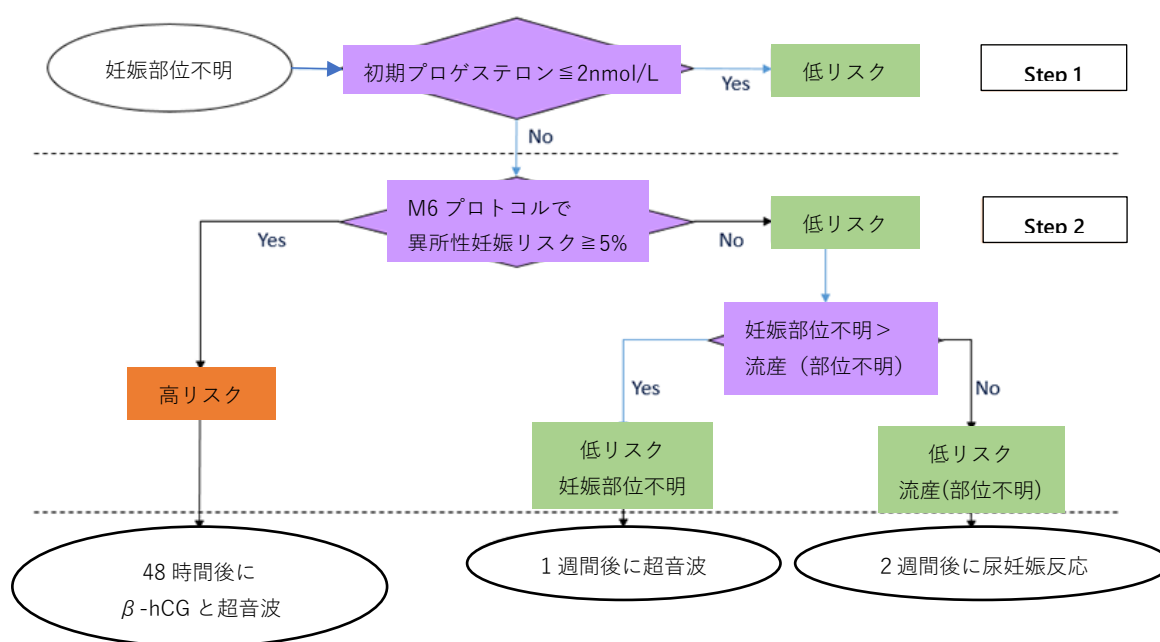 妊娠部位不明
初期プロゲステロン≦2nmol/L
Yes
低リスク
Step 1
No
M6 プロトコルで
異所性妊娠リスク≧5%
Yes
No
低リスク
Step 2
妊娠部位不明＞
流産（部位不明）
高リスク
Yes
No
低リスク
妊娠部位不明
低リスク
流産(部位不明)
48 時間後に
β-hCG と超音波
1 週間後に超音波
2 週間後に尿妊娠反応